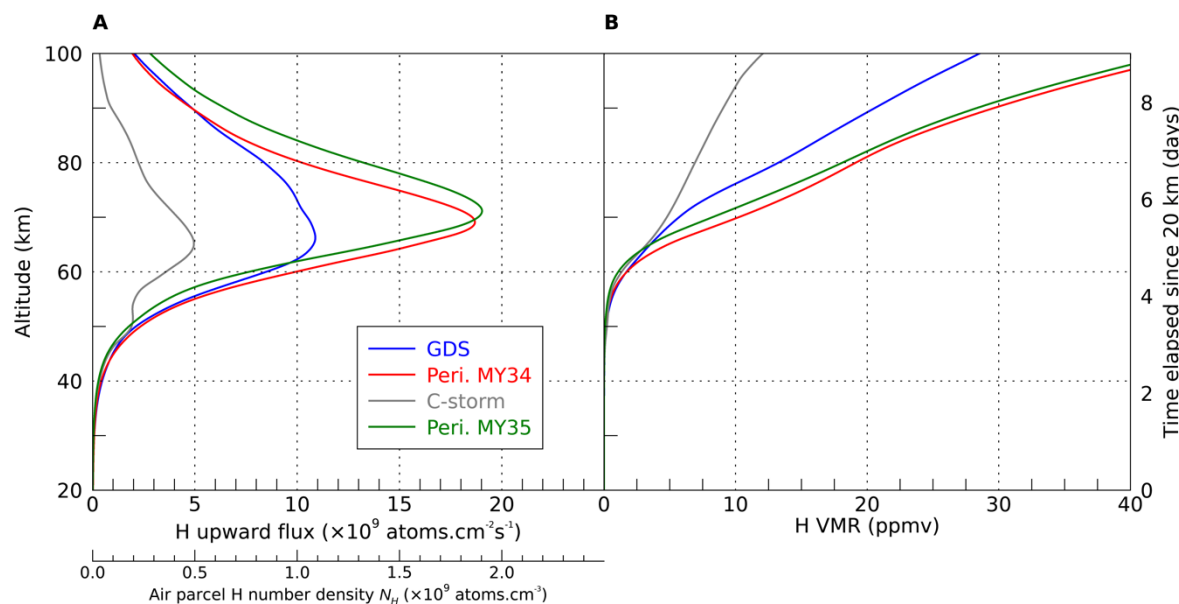 A
B
100
80
60
40
20
Altitude (km)
GDS
Peri. MY34
C-storm
Peri. MY35
0
5
10
15
20
H upward flux (×10⁹ atoms.cm⁻²s⁻¹)
0.0
0.5
1.0
1.5
2.0
Air parcel H number density N_H (×10⁹ atoms.cm⁻³)
0
10
20
30
40
H VMR (ppmv)
8
6
4
2
0
Time elapsed since 20 km (days)